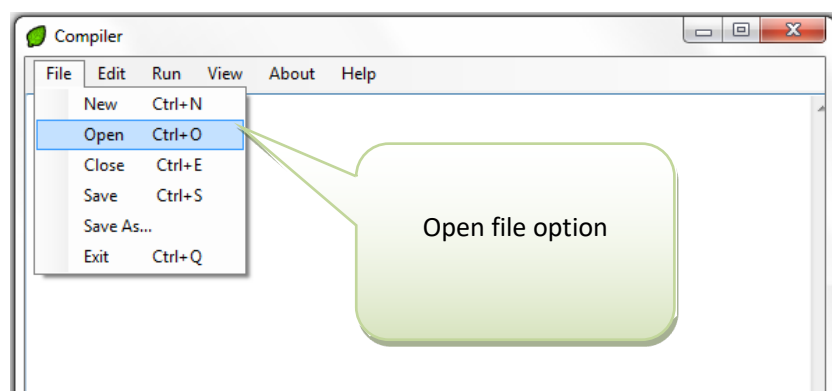 Compiler
File Edit Run View About Help
New Ctrl+N
Open Ctrl+O
Close Ctrl+E
Save Ctrl+S
Save As...
Exit Ctrl+Q
Open file option